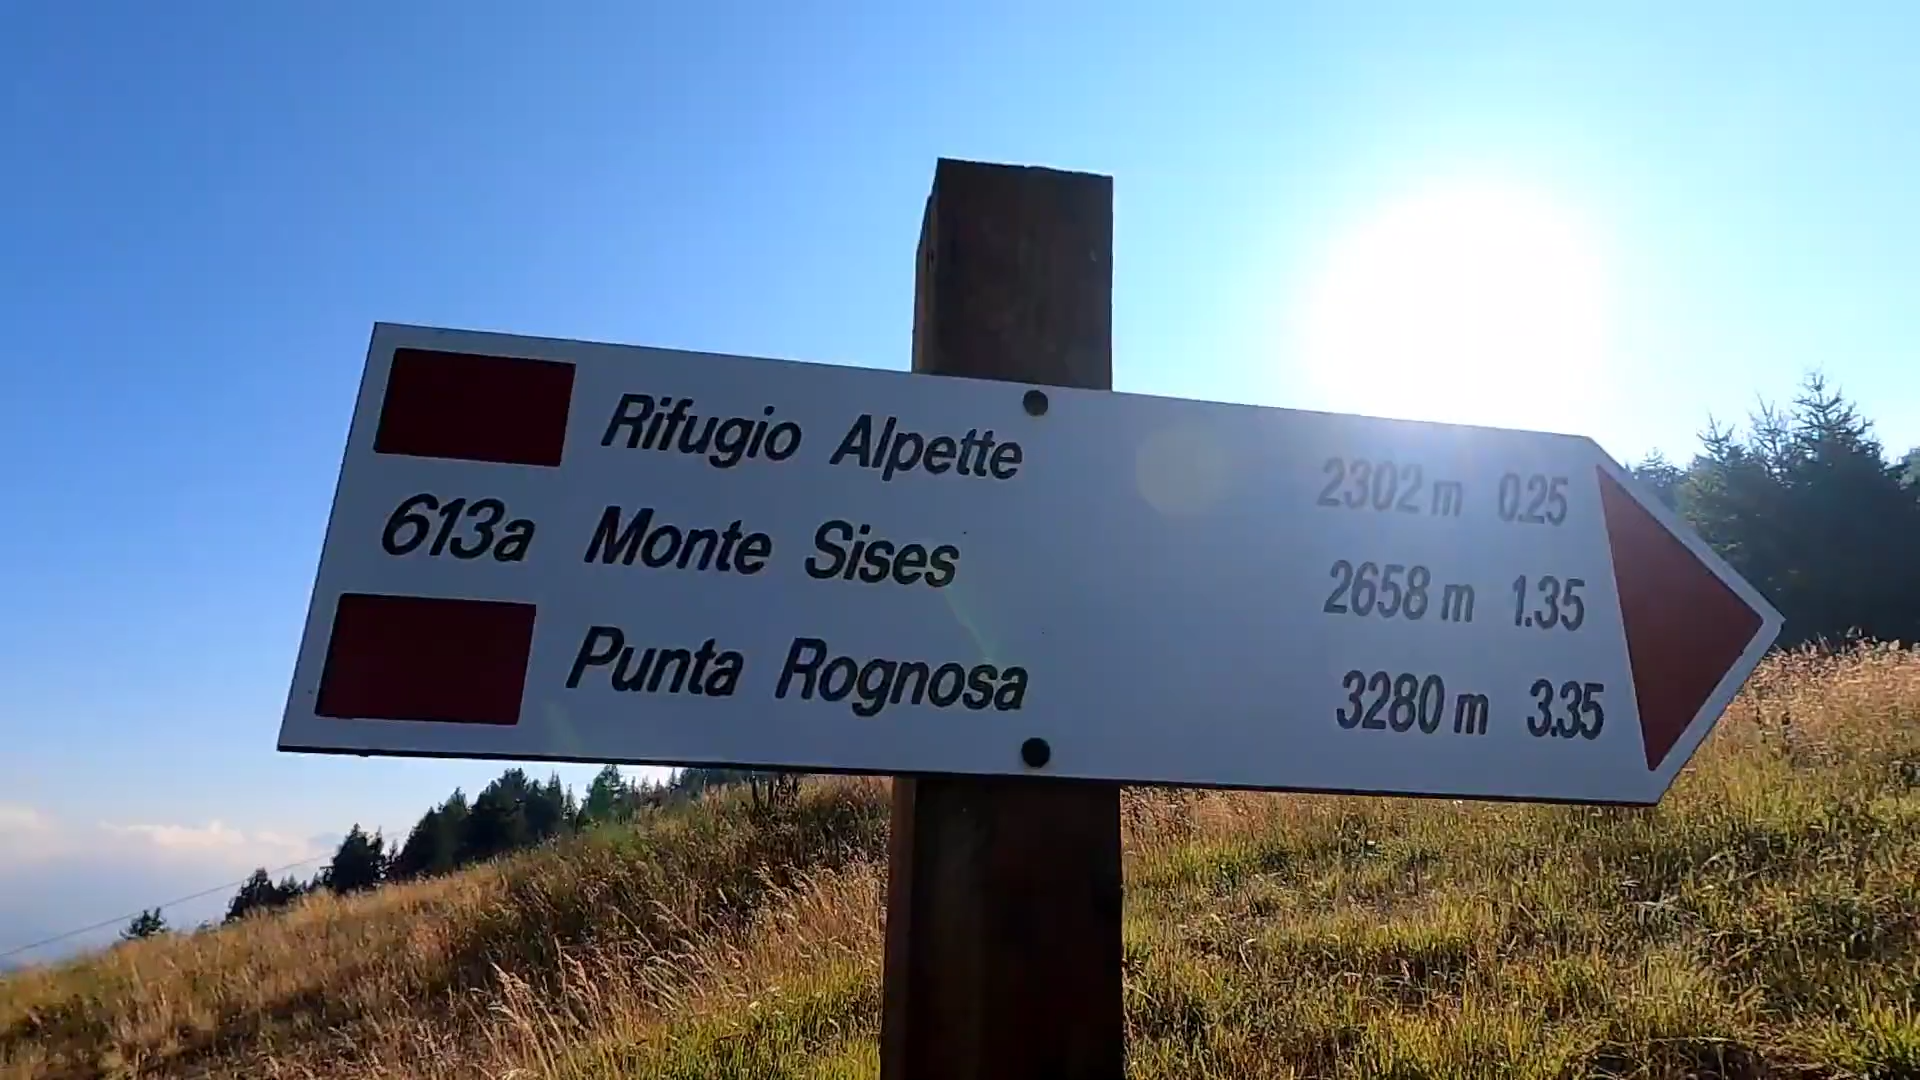 Rifugio Alpette 2302 m 0.25
613a Monte Sises 2658 m 1.35
Punta Rognosa 3280 m 3.35